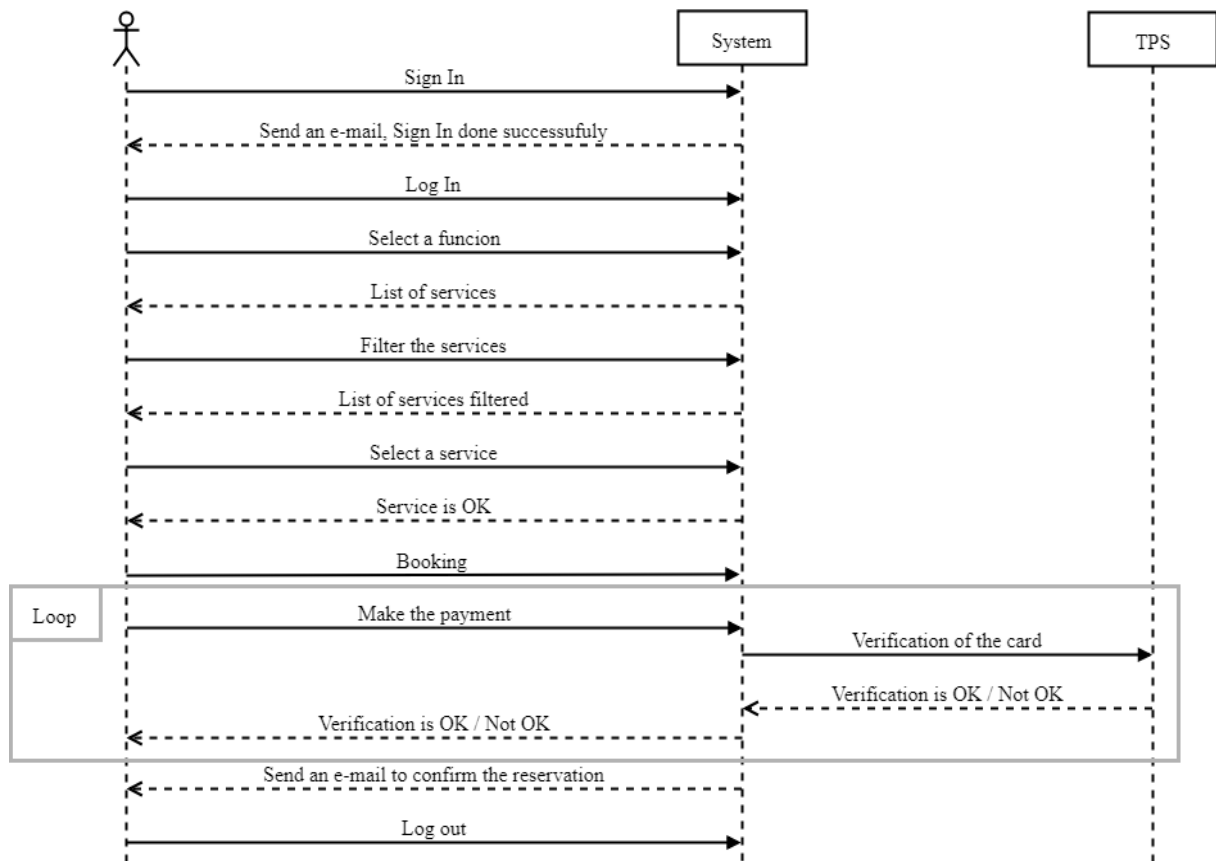 System
TPS
Sign In
Send an e-mail, Sign In done successufuly
Log In
Select a funcion
List of services
Filter the services
List of services filtered
Select a service
Service is OK
Booking
Loop
Make the payment
Verification of the card
Verification is OK / Not OK
Verification is OK / Not OK
Send an e-mail to confirm the reservation
Log out